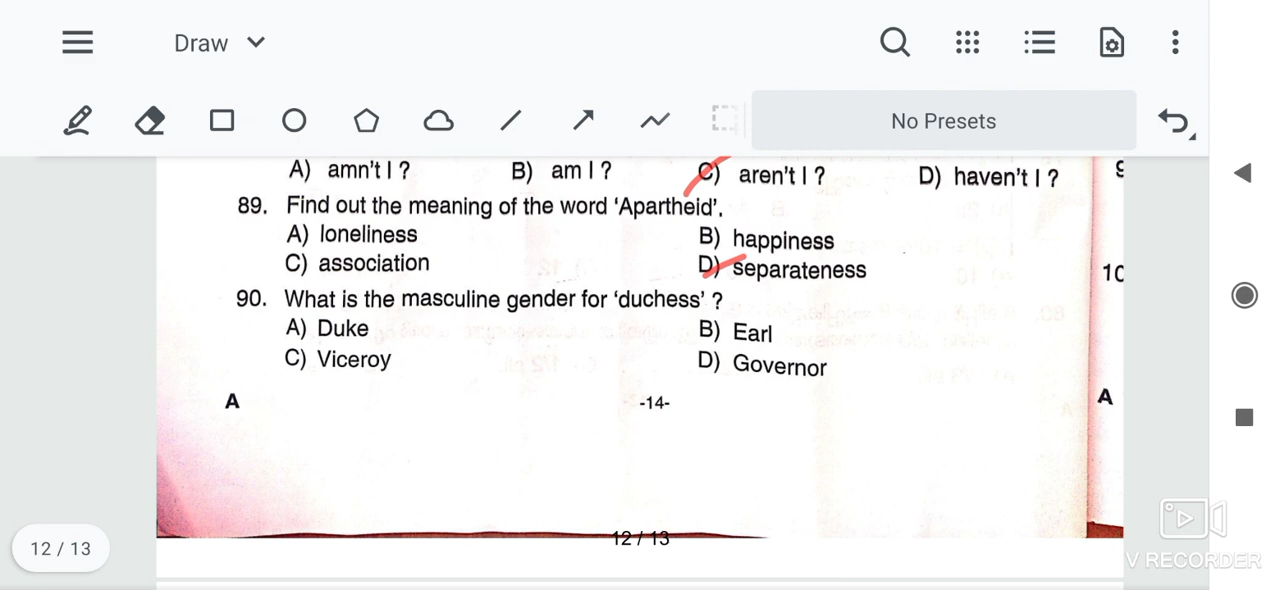 Draw
No Presets
A) amn't I ? B) am I ? C) aren't I ? D) haven't I ?
89. Find out the meaning of the word 'Apartheid'.
A) loneliness B) happiness
C) association D) separateness
90. What is the masculine gender for 'duchess' ?
A) Duke B) Earl
C) Viceroy D) Governor
A -14- A
10
12 / 13
12 / 13
V RECORDER